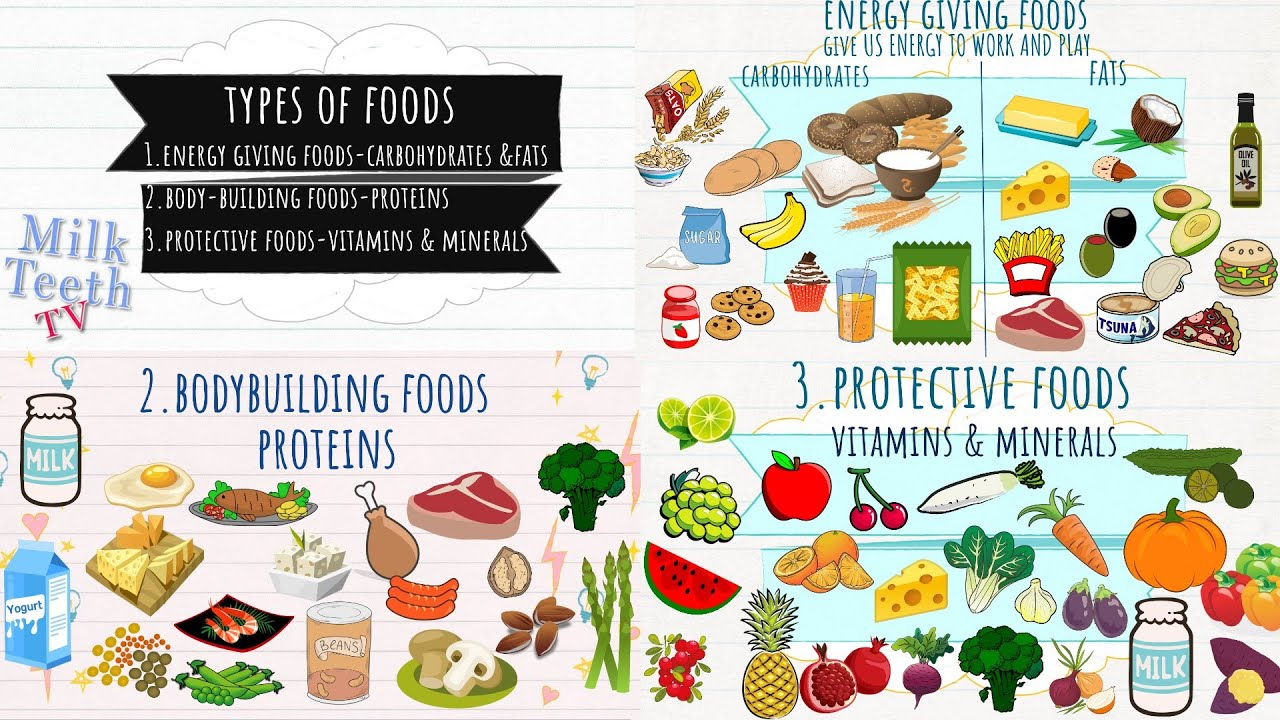 TYPES OF FOODS
1.ENERGY GIVING FOODS-CARBOHYDRATES &FATS
2.BODY-BUILDING FOODS-PROTEINS
3.PROTECTIVE FOODS-VITAMINS & MINERALS
Milk
Teeth
TV
ENERGY GIVING FOODS
GIVE US ENERGY TO WORK AND PLAY
CARBOHYDRATES
FATS
OATS
OLIVE
OIL
SUGAR
TSUNA
2.BODYBUILDING FOODS
PROTEINS
MILK
Yogurt
BEANS!
3.PROTECTIVE FOODS
VITAMINS & MINERALS
MILK